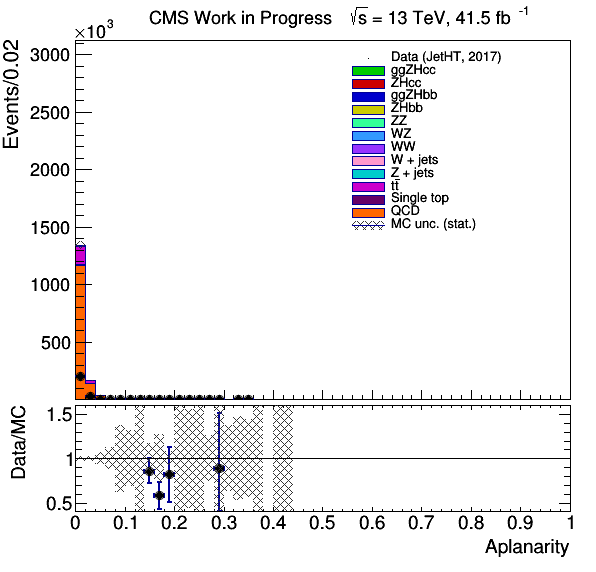 CMS Work in Progress √s = 13 TeV, 41.5 fb -1
×10³
Events/0.02
3000
2500
2000
1500
1000
500
Data (JetHT, 2017)
ggZHcc
ZHcc
ggZHbb
ZHbb
ZZ
WZ
WW
W + jets
Z + jets
tt̄
Single top
QCD
MC unc. (stat.)
Data/MC
1.5
1
0.5
0 0.1 0.2 0.3 0.4 0.5 0.6 0.7 0.8 0.9 1
Aplanarity